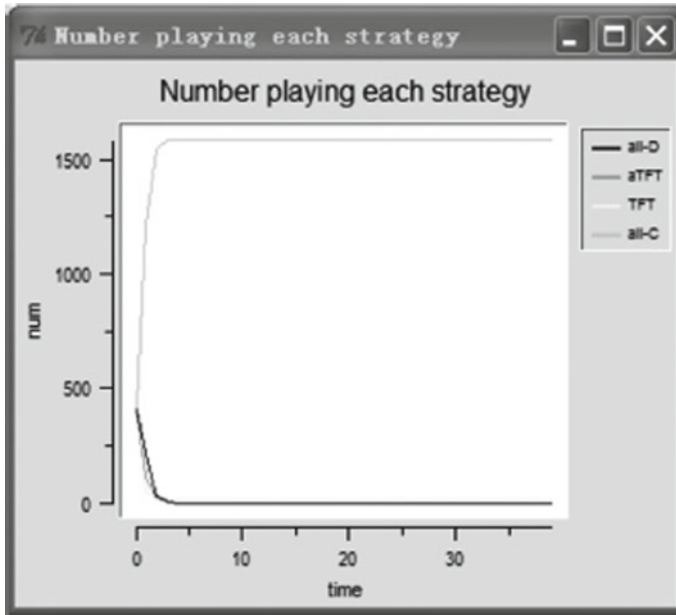 Number playing each strategy
Number playing each strategy
1500
1000
500
0
num
0 10 20 30
time
all-D
aTFT
TFT
all-C